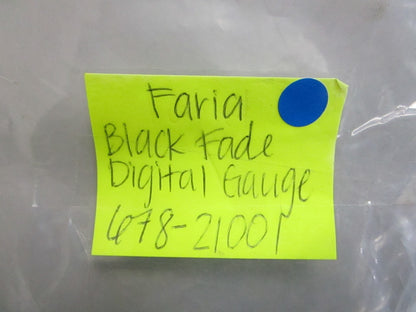 Faria
Black Fade
Digital Gauge
678-21001